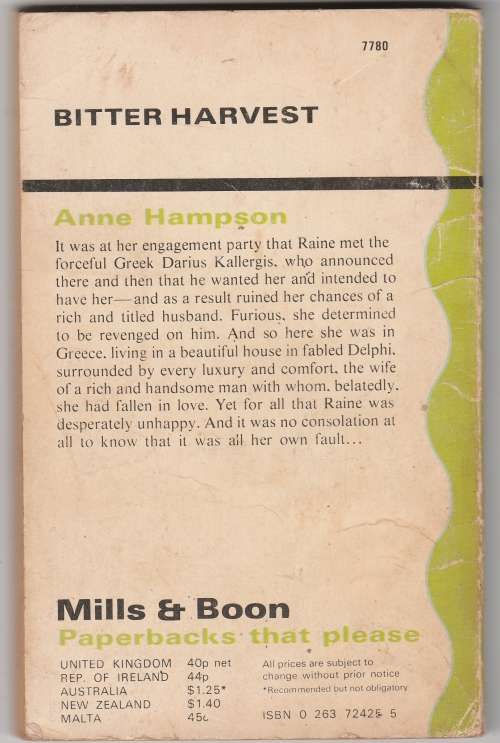 7780
BITTER HARVEST
Anne Hampson
It was at her engagement party that Raine met the
forceful Greek Darius Kallergis, who announced
there and then that he wanted her and intended to
have her—and as a result ruined her chances of a
rich and titled husband. Furious, she determined
to be revenged on him. And so here she was in
Greece, living in a beautiful house in fabled Delphi,
surrounded by every luxury and comfort, the wife
of a rich and handsome man with whom, belatedly,
she had fallen in love. Yet for all that Raine was
desperately unhappy. And it was no consolation at
all to know that it was all her own fault...
Mills & Boon
Paperbacks that please
UNITED KINGDOM 40p net
REP. OF IRELAND 44p
AUSTRALIA $1.25*
NEW ZEALAND $1.40
MALTA 45c
All prices are subject to
change without prior notice
*Recommended but not obligatory
ISBN 0 263 72425 5